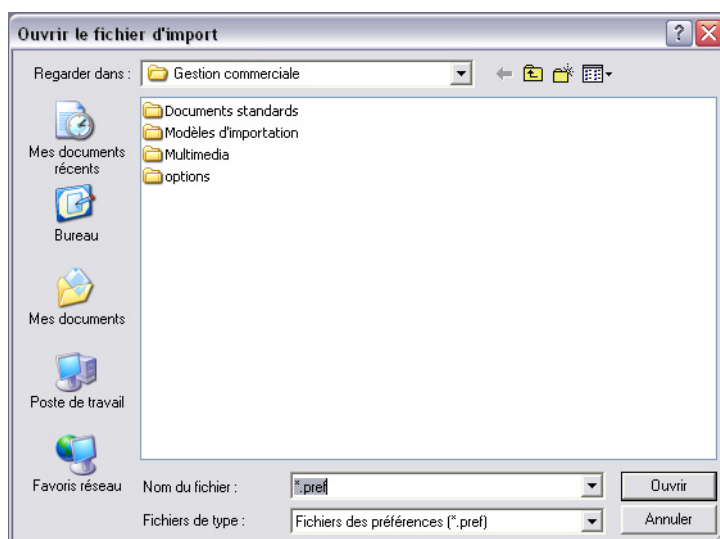 Ouvrir le fichier d'import
Regarder dans :
Gestion commerciale
Mes documents
récents
Bureau
Mes documents
Poste de travail
Favoris réseau
Documents standards
Modèles d'importation
Multimedia
options
Nom du fichier :
*.pref
Ouvrir
Fichiers de type :
Fichiers des préférences (*.pref)
Annuler